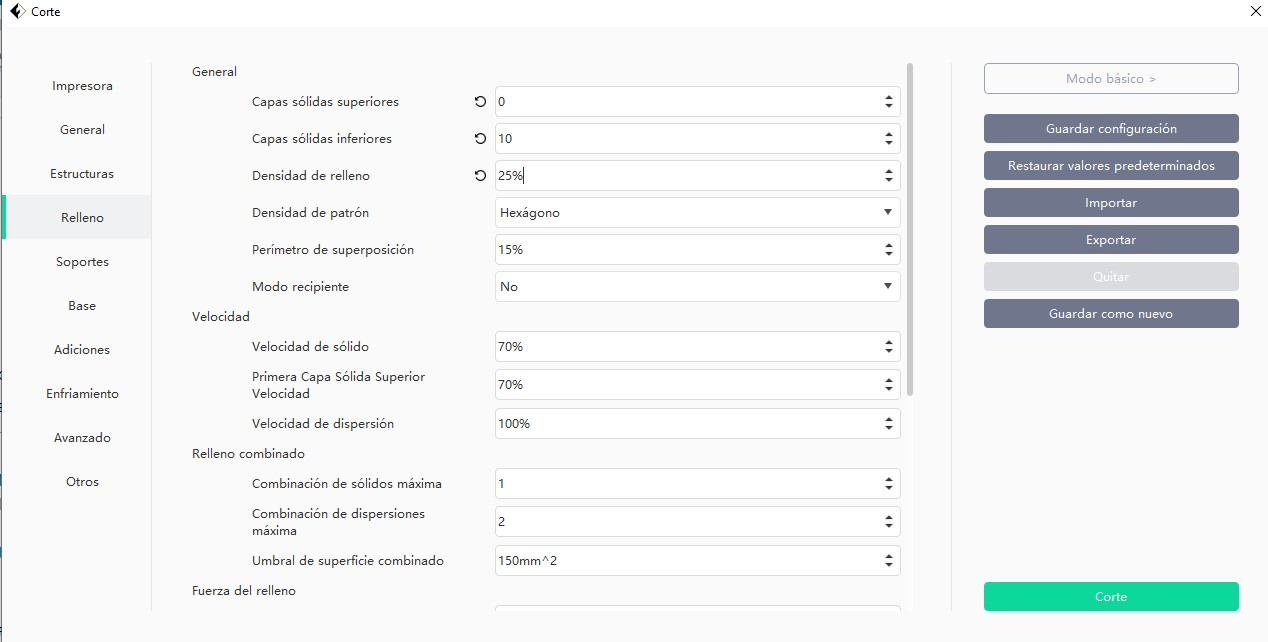 Corte
Impresora
General
Estructuras
Relleno
Soportes
Base
Adiciones
Enfriamiento
Avanzado
Otros
General
Capas sólidas superiores 0
Capas sólidas inferiores 10
Densidad de relleno 25%
Densidad de patrón Hexágono
Perímetro de superposición 15%
Modo recipiente No
Velocidad
Velocidad de sólido 70%
Primera Capa Sólida Superior
Velocidad 70%
Velocidad de dispersión 100%
Relleno combinado
Combinación de sólidos máxima 1
Combinación de dispersiones
máxima 2
Umbral de superficie combinado 150mm^2
Fuerza del relleno
Modo básico >
Guardar configuración
Restaurar valores predeterminados
Importar
Exportar
Quitar
Guardar como nuevo
Corte